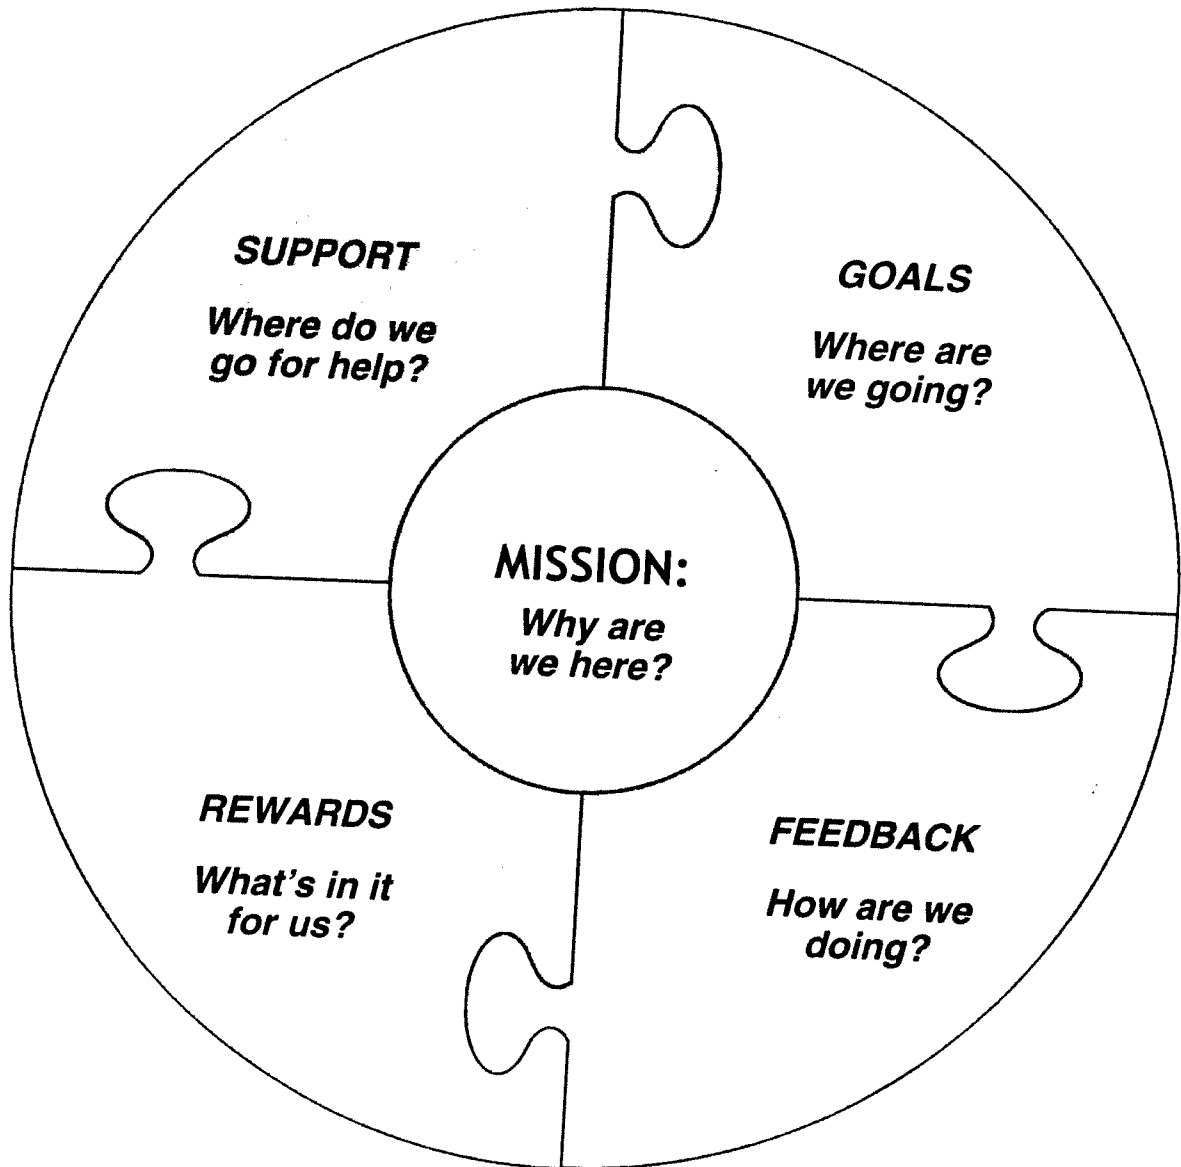 SUPPORT
Where do we
go for help?
GOALS
Where are
we going?
MISSION:
Why are
we here?
REWARDS
What's in it
for us?
FEEDBACK
How are we
doing?